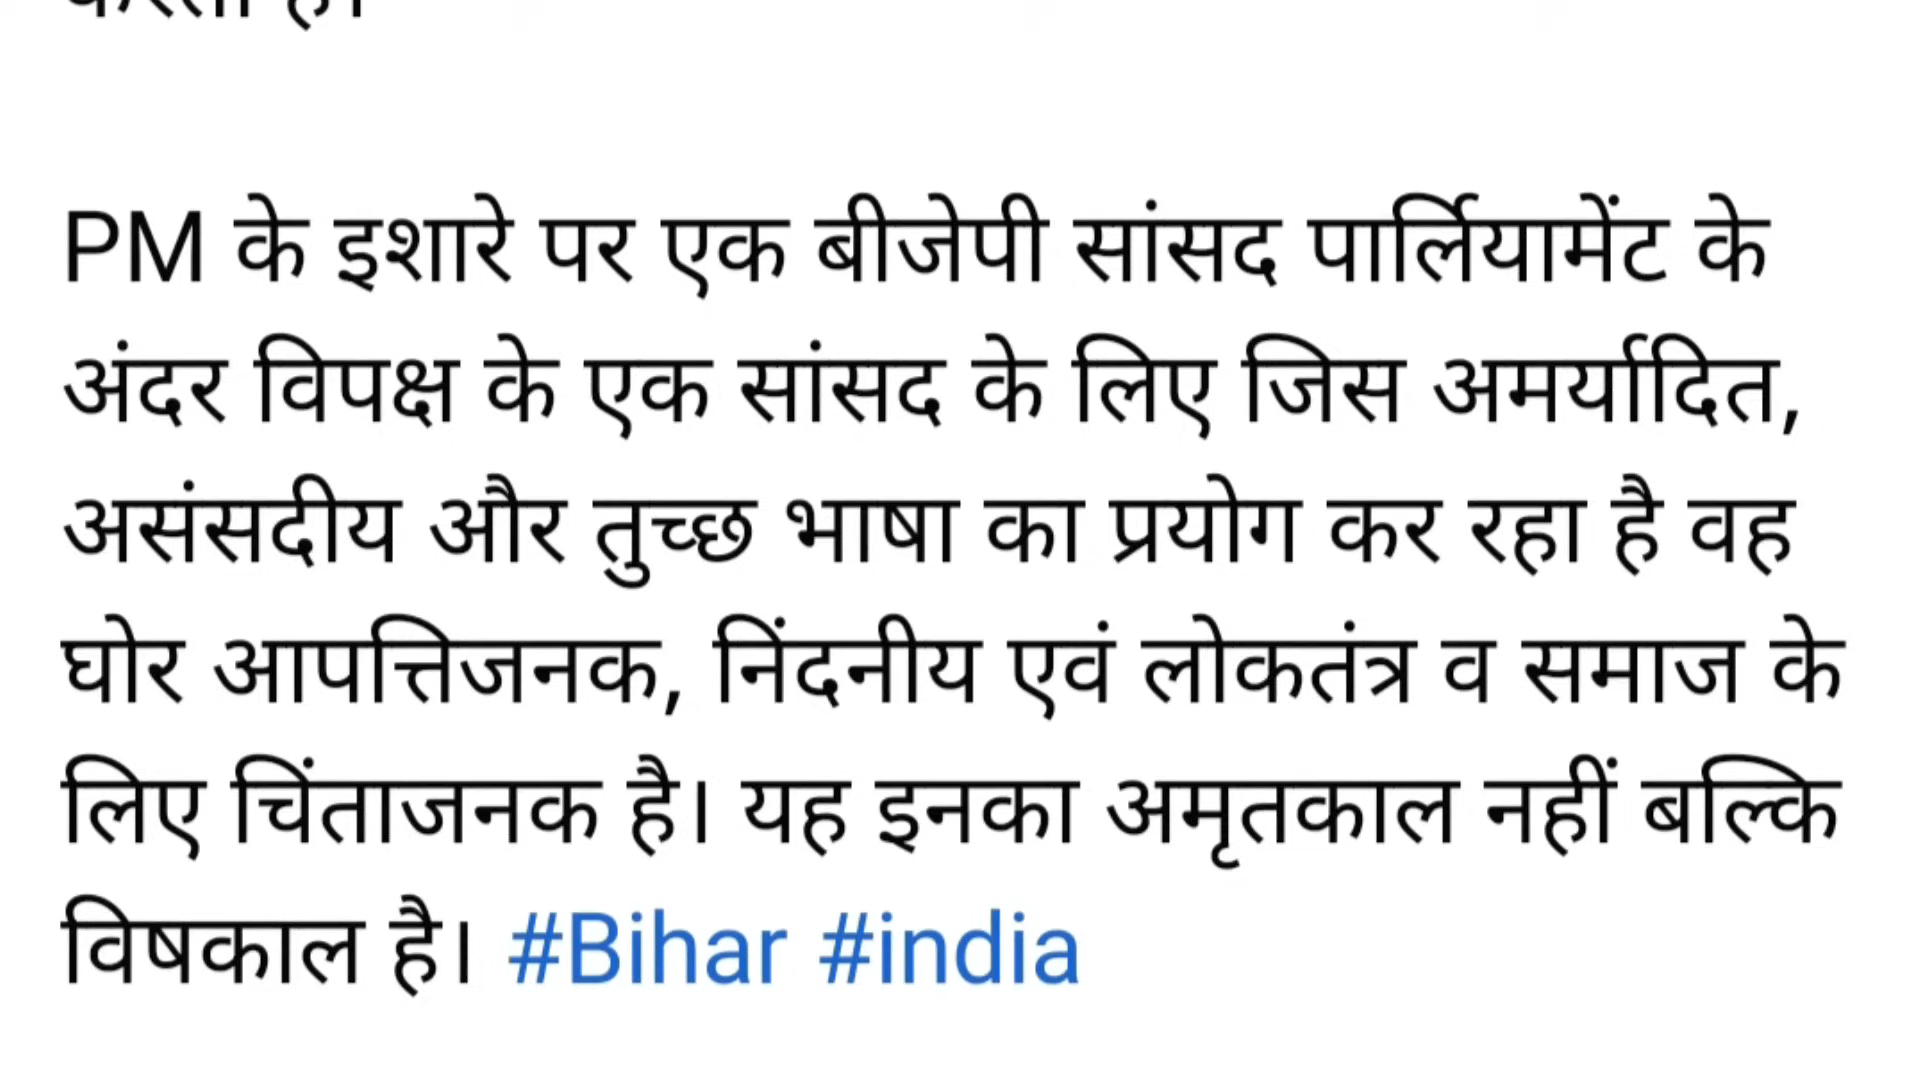 PM के इशारे पर एक बीजेपी सांसद पार्लियामेंट के
अंदर विपक्ष के एक सांसद के लिए जिस अमर्यादित,
असंसदीय और तुच्छ भाषा का प्रयोग कर रहा है वह
घोर आपत्तिजनक, निंदनीय एवं लोकतंत्र व समाज के
लिए चिंताजनक है। यह इनका अमृतकाल नहीं बल्कि
विषकाल है। #Bihar #india